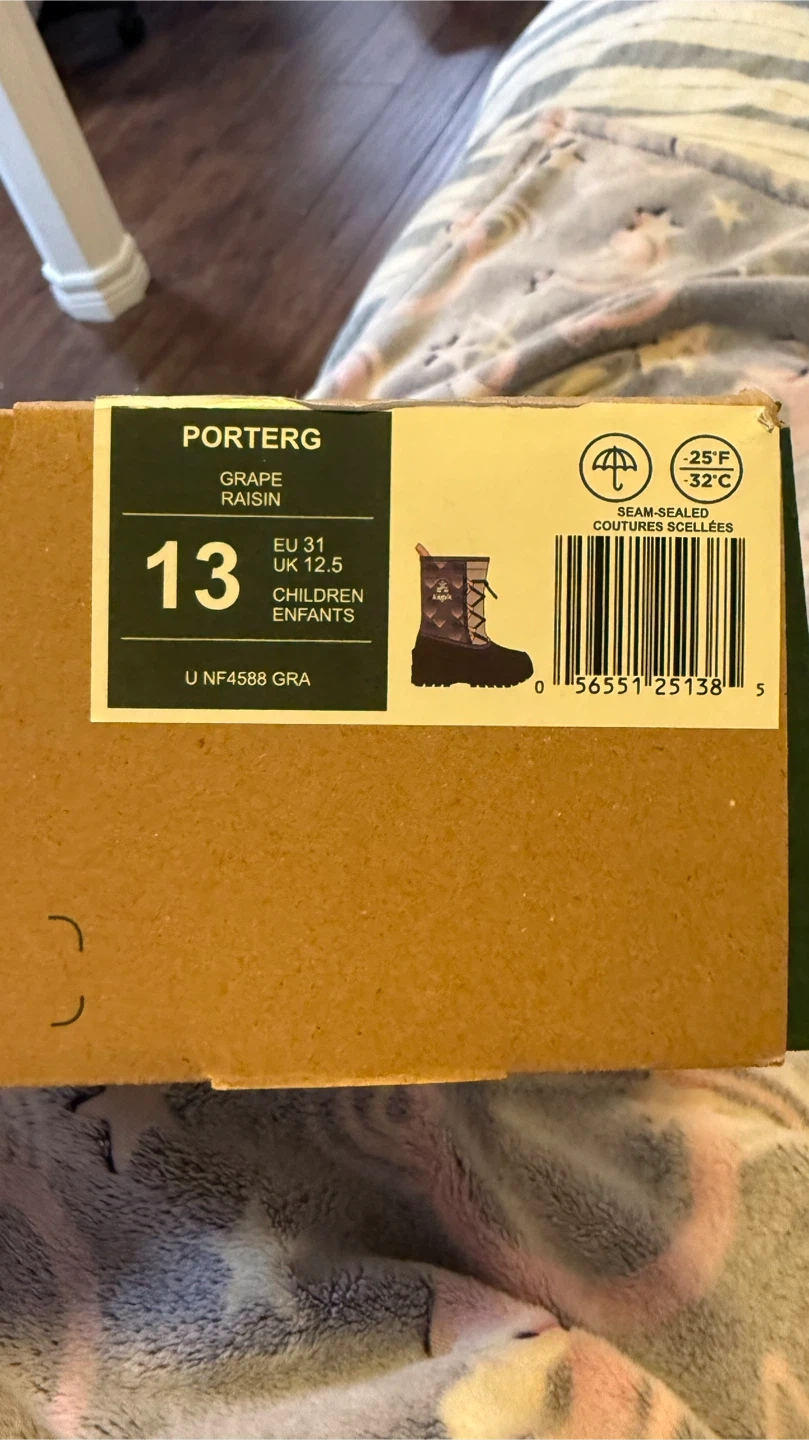 PORTERG
GRAPE
RAISIN
13
EU 31
UK 12.5
CHILDREN
ENFANTS
U NF4588 GRA
kamik
-25°F
-32°C
SEAM-SEALED
COUTURES SCELLÉES
0 56551 25138 5